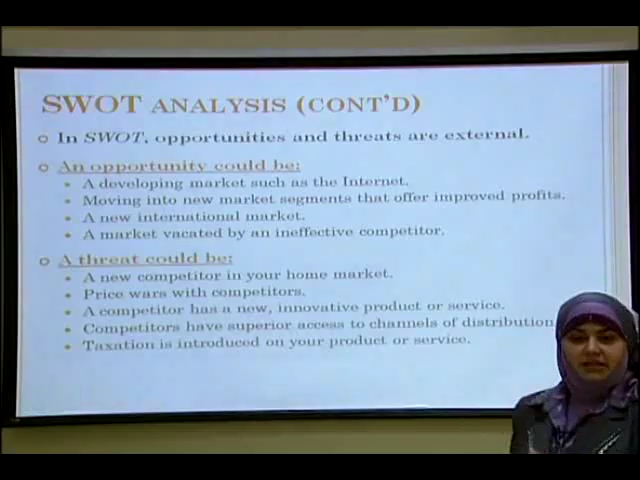 SWOT ANALYSIS (CONT'D)
In SWOT, opportunities and threats are external.
An opportunity could be:
A developing market such as the Internet.
Moving into new market segments that offer improved profits.
A new international market.
A market vacated by an ineffective competitor.
A threat could be:
A new competitor in your home market.
Price wars with competitors.
A competitor has a new, innovative product or service.
Competitors have superior access to channels of distribution
Taxation is introduced on your product or service.